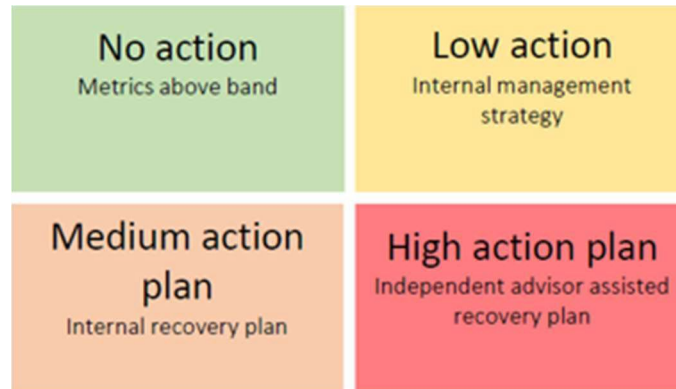 No action
Metrics above band
Low action
Internal management
strategy
Medium action
plan
Internal recovery plan
High action plan
Independent advisor assisted
recovery plan